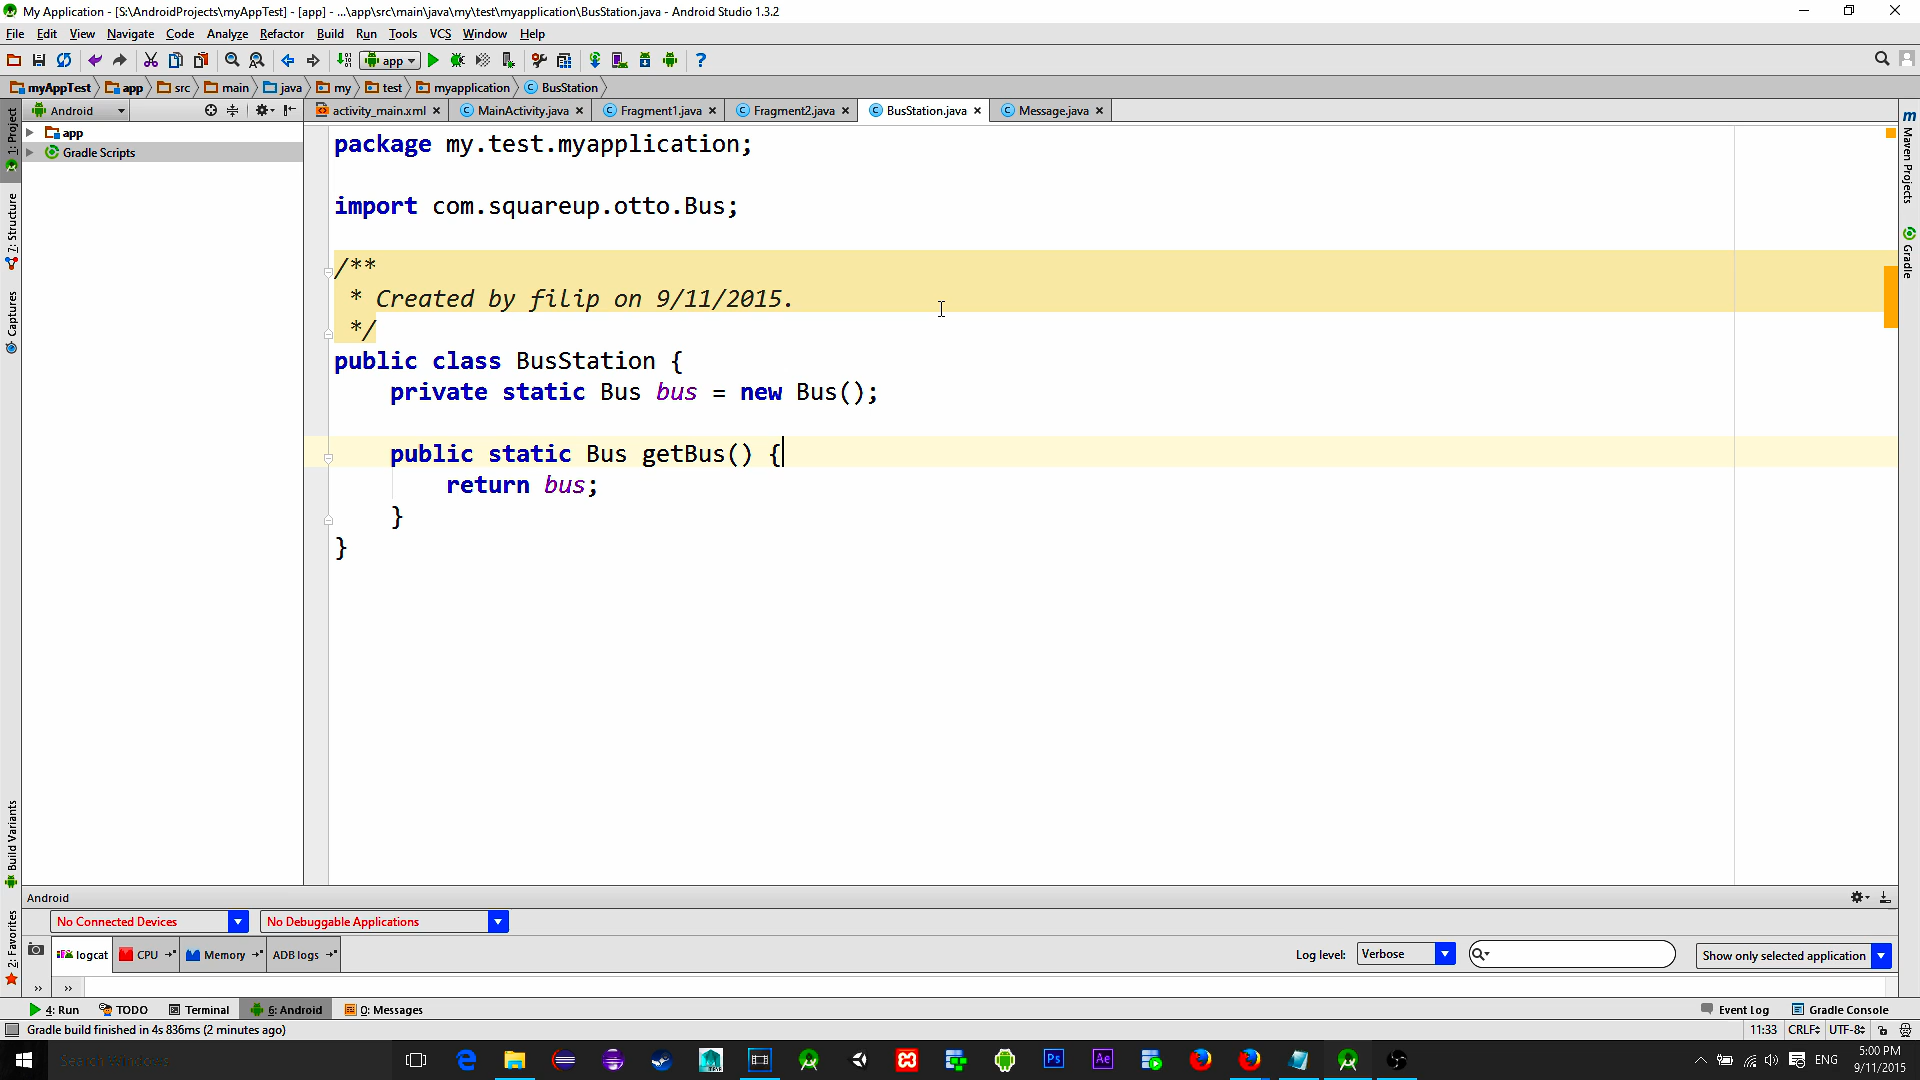 My Application - [S:\AndroidProjects\myAppTest] - [app] - ...\app\src\main\java\my\test\myapplication\BusStation.java - Android Studio 1.3.2
File Edit View Navigate Code Analyze Refactor Build Run Tools VCS Window Help
app
myAppTest app src main java my test myapplication BusStation
Android
activity_main.xml MainActivity.java Fragment1.java Fragment2.java BusStation.java Message.java
1: Project
7: Structure
Captures
Build Variants
2: Favorites
app
Gradle Scripts
package my.test.myapplication;
import com.squareup.otto.Bus;
/**
* Created by filip on 9/11/2015.
*/
public class BusStation {
private static Bus bus = new Bus();
public static Bus getBus() {
return bus;
}
}
m Maven Projects
Gradle
Android
No Connected Devices No Debuggable Applications
logcat CPU Memory ADB logs Log level: Verbose Show only selected application
4: Run TODO Terminal 6: Android 0: Messages Event Log Gradle Console
Gradle build finished in 4s 836ms (2 minutes ago) 11:33 CRLF UTF-8
Ps Ae ENG 5:00 PM
9/11/2015